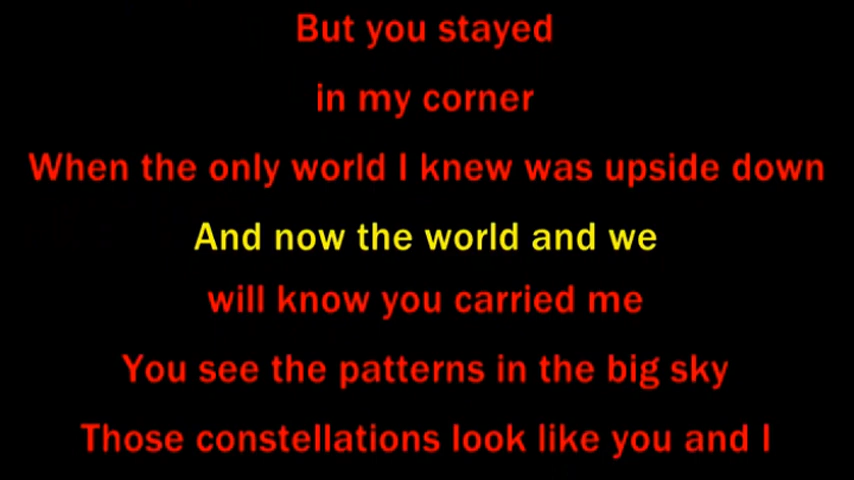 But you stayed
in my corner
When the only world I knew was upside down
And now the world and we
will know you carried me
You see the patterns in the big sky
Those constellations look like you and I